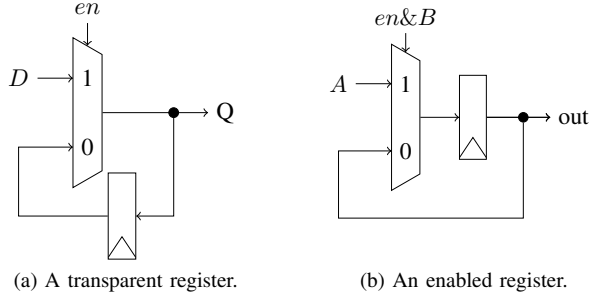 en
D
1
Q
0
en&B
A
1
out
0
(a) A transparent register.
(b) An enabled register.